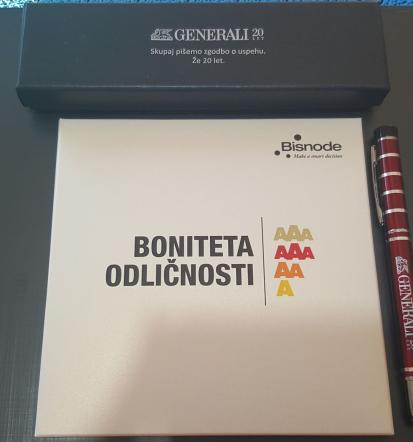 GENERALI 20
LET
Skupaj pišemo zgodbo o uspehu.
Že 20 let.
Bisnode
Make a smart decision
BONITETA
ODLIČNOSTI
AAA
AAA
AA
A
GENERALI